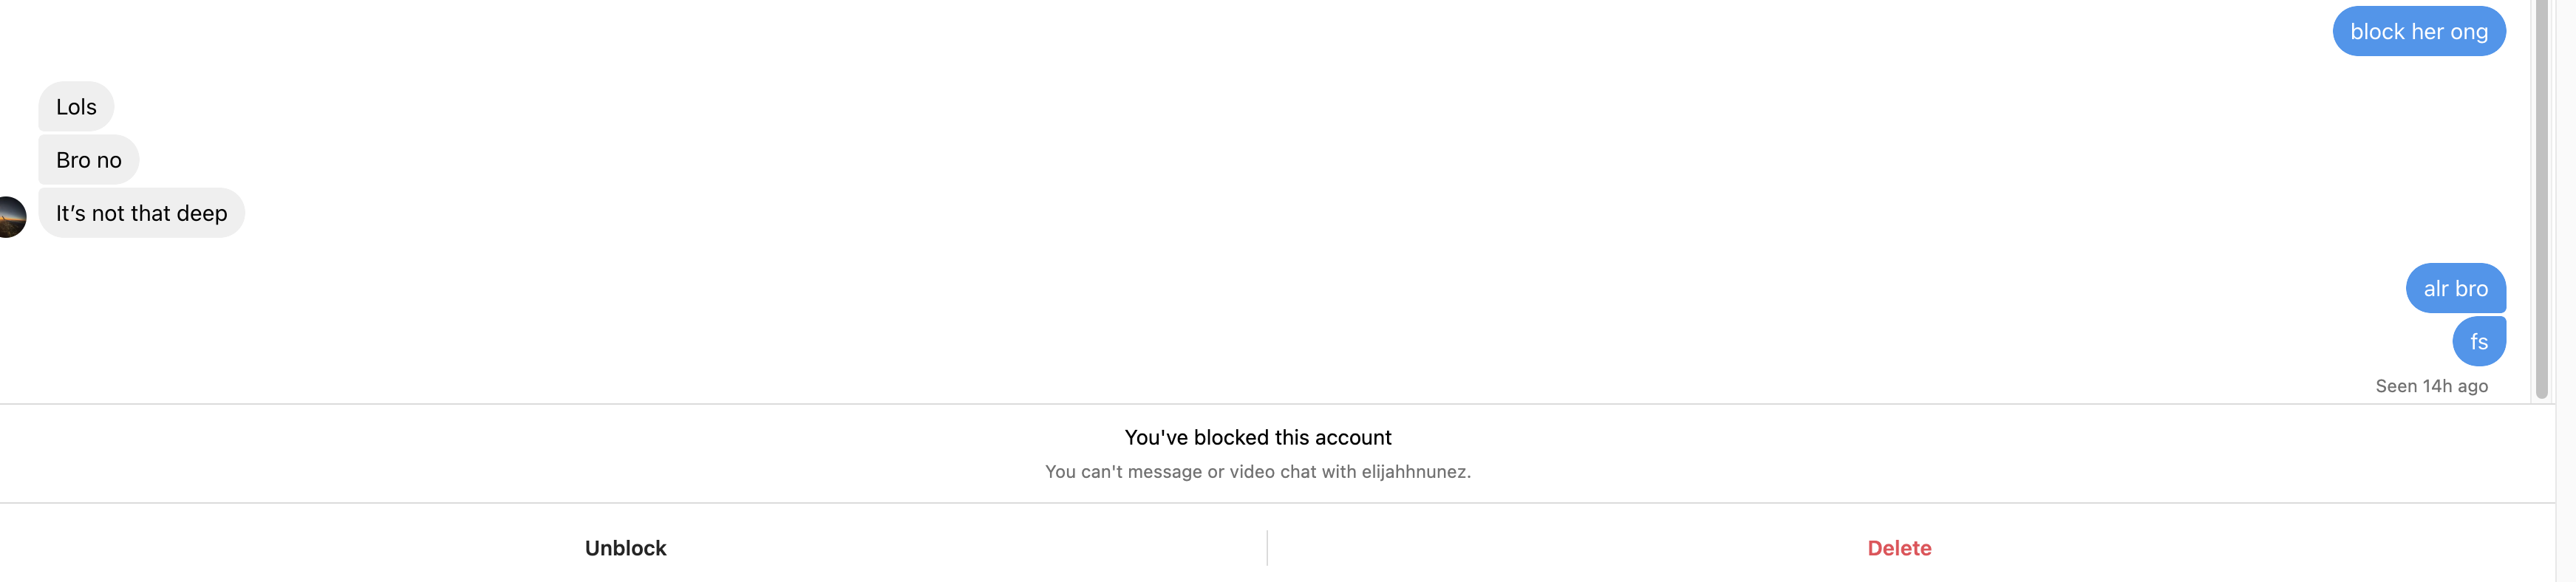 block her ong
Lols
Bro no
It’s not that deep
alr bro
fs
Seen 14h ago
You've blocked this account
You can't message or video chat with elijahhnunez.
Unblock
Delete